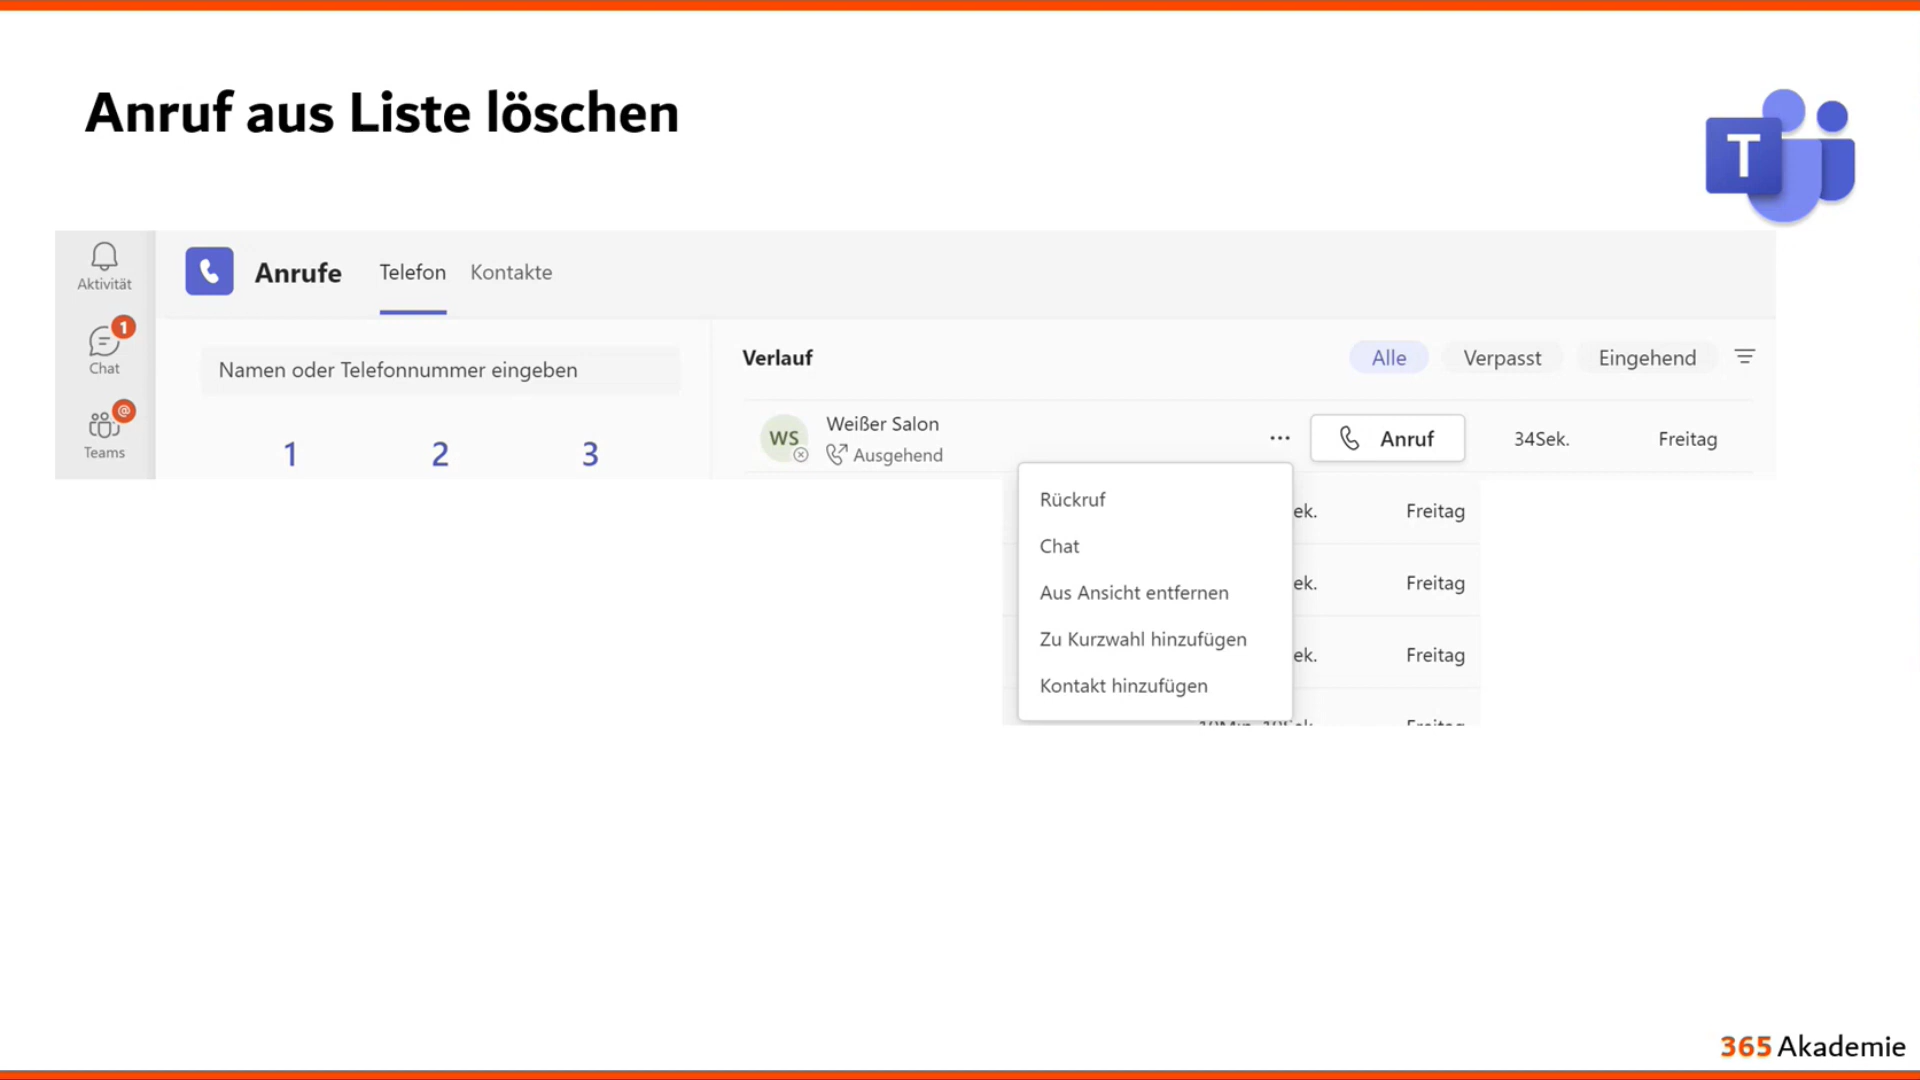 Anruf aus Liste löschen
T
Aktivität
Anrufe Telefon Kontakte
1
Chat
@
Teams
Namen oder Telefonnummer eingeben
1 2 3
Verlauf Alle Verpasst Eingehend
WS Weißer Salon
Ausgehend
... Anruf 34Sek. Freitag
Rückruf
Chat
Aus Ansicht entfernen
Zu Kurzwahl hinzufügen
Kontakt hinzufügen
ek. Freitag
ek. Freitag
ek. Freitag
Freitag
365 Akademie